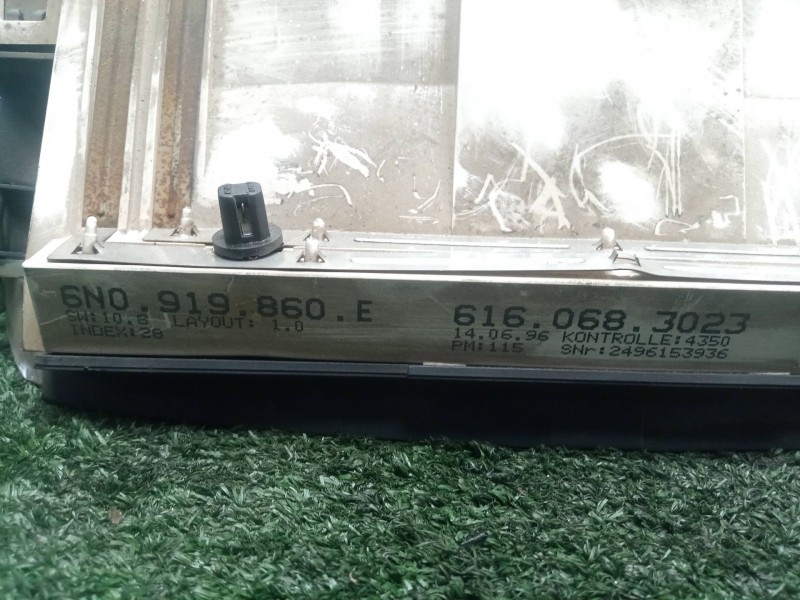 6N0.919.860.E
SW:10.6 LAYOUT: 1.0
INDEX:28
616.068.3023
14.06.96 KONTROLLE:4350
PM:115 SNr:2496153936